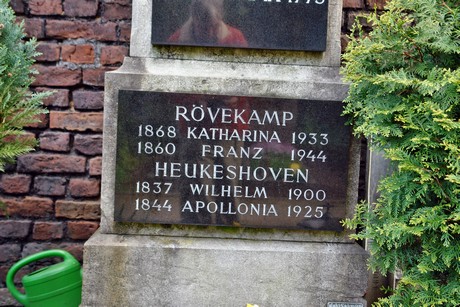 RÖVEKAMP
1868 KATHARINA 1933
1860 FRANZ 1944
HEUKESHOVEN
1837 WILHELM 1900
1844 APOLLONIA 1925